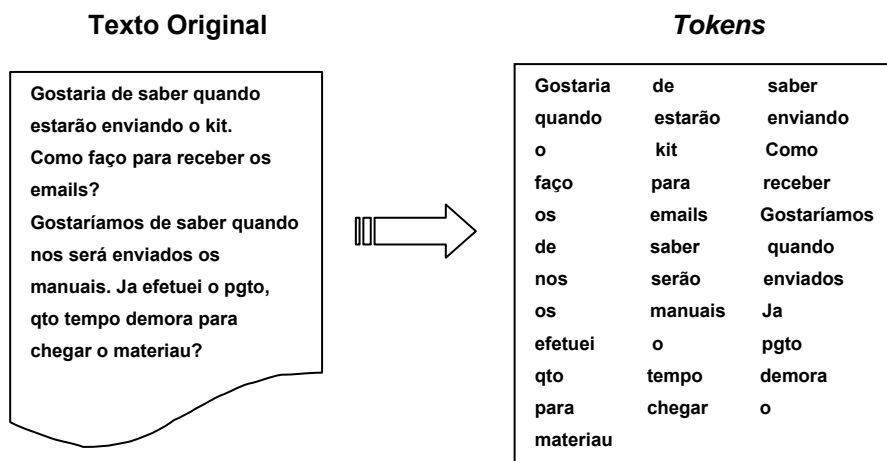 Texto Original
Gostaria de saber quando
estarão enviando o kit.
Como faço para receber os
emails?
Gostaríamos de saber quando
nos será enviados os
manuais. Ja efetuei o pgto,
qto tempo demora para
chegar o materiau?
Tokens
Gostaria de saber
quando estarão enviando
o kit Como
faço para receber
os emails Gostaríamos
de saber quando
nos serão enviados
os manuais Ja
efetuei o pgto
qto tempo demora
para chegar o
materiau